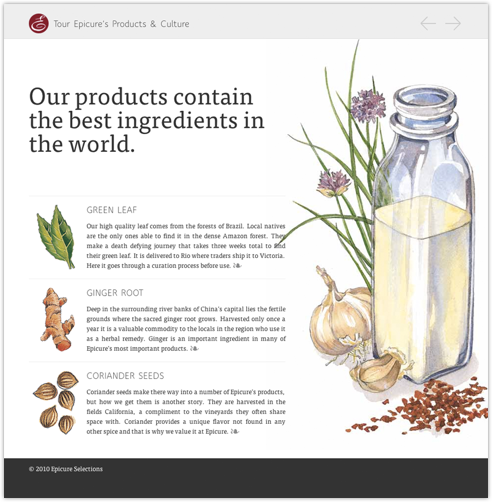 Tour Epicure's Products & Culture
Our products contain
the best ingredients in
the world.
GREEN LEAF
Our high quality leaf comes from the forests of Brazil. Local natives
are the only ones able to find it in the dense Amazon forest. They
make a death defying journey that takes three weeks total to find
their green leaf. It is delivered to Rio where traders ship it to Victoria.
Here it goes through a curation process before use.
GINGER ROOT
Deep in the surrounding river banks of China's capital lies the fertile
grounds where the sacred ginger root grows. Harvested only once a
year it is a valuable commodity to the locals in the region who use it
as a herbal remedy. Ginger is an important ingredient in many of
Epicure's most important products.
CORIANDER SEEDS
Coriander seeds make there way into a number of Epicure's products,
but how we get them is another story. They are harvested in the
fields California, a compliment to the vineyards they often share
space with. Coriander provides a unique flavor not found in any
other spice and that is why we value it at Epicure.
© 2010 Epicure Selections